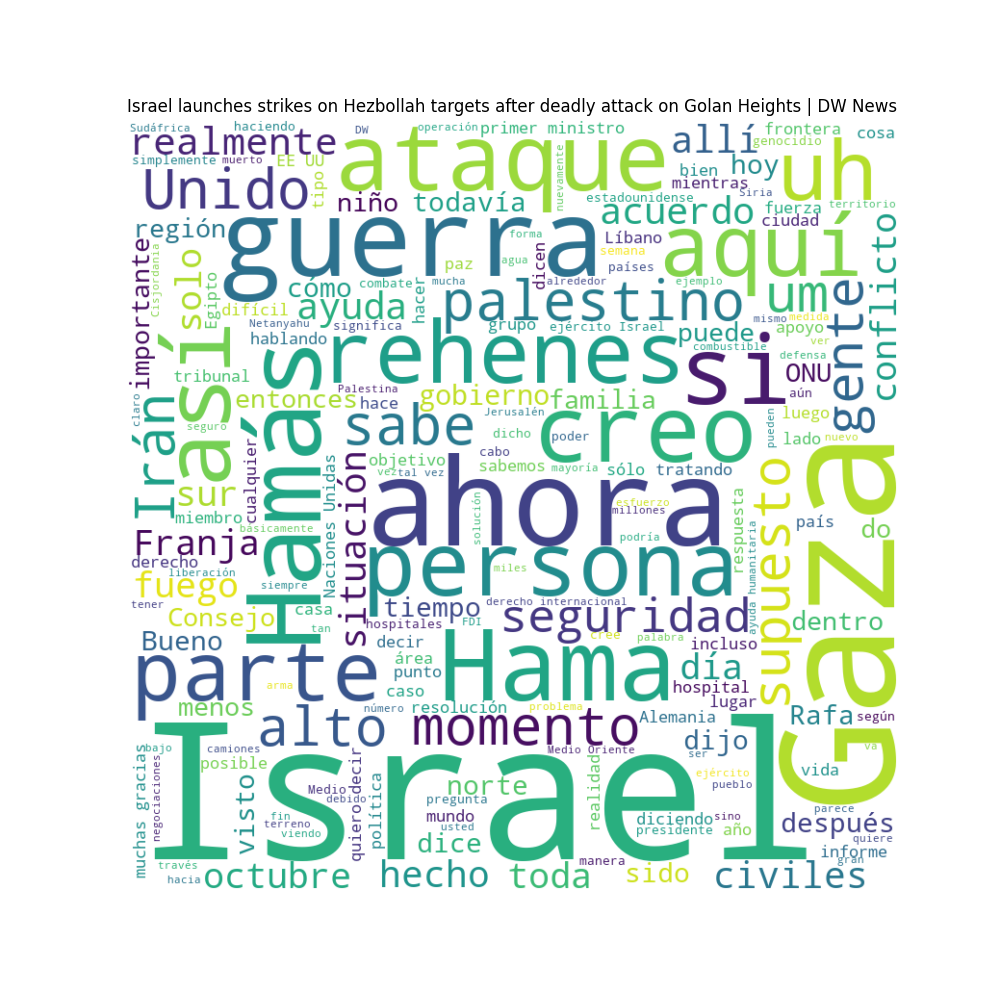 Israel launches strikes on Hezbollah targets after deadly attack on Golan Heights | DW News
Sudáfrica
haciendo
DW
operación
primer ministro
frontera
cosa
realmente
ataque
allí
genocidio
uh
simplemente
muerto
EE UU
tipo
nuevamente
bien
hoy
mientras
Siria
Unido
niño
todavía
estadounidense
acuerdo
fuerza
territorio
ciudad
región
guerra
forma
Líbano
aquí
conflicto
importante
Cisjordania
solo
Egipto
cómo
combate
hacer
paz
agua
dicen
semana
países
alrededor
mucha
ejemplo
difícil
ayuda
palestino
um
gente
Netanyahu
significa
grupo
ejército Israel
puede
mismo
medida
apoyo
ver
hablando
rehenes
combustible
si
defensa
tribunal
así
Hamás
Palestina
hace
gobierno
familia
ONU
aún
entonces
claro
Irán
seguro
sabe
Jerusalén
creo
luego
pueden
nuevo
dicho
poder
lado
cualquier
objetivo
cabo
vez
tal vez
sabemos
mayoría
sólo
tratando
sur
miembro
básicamente
Naciones Unidas
situación
ahora
solución
esfuerzo
millones
respuesta
supuesto
país
Gaza
Franja
podría
do
derecho
liberación
persona
miles
ayuda humanitaria
fuego
siempre
tener
casa
tiempo
derecho internacional
Consejo
tan
hospitales
FDI
seguridad
dentro
Bueno
decir
cree
palabra
incluso
parte
área
punto
Hama
día
arma
caso
hospital
lugar
menos
número
resolución
problema
Alemania
Rafa
según
alto
momento
dijo
va
bajo
camiones
Medio Oriente
ser
muchas gracias
negociaciones
posible
Israel
norte
realidad
ejército
vida
visto
Medio
debido
quiero decir
política
pregunta
pueblo
parece
fin
mundo
diciendo
sino
después
terreno
usted
presidente
año
quiere
viendo
dice
informe
través
manera
gran
hacia
octubre
hecho
toda
sido
civiles